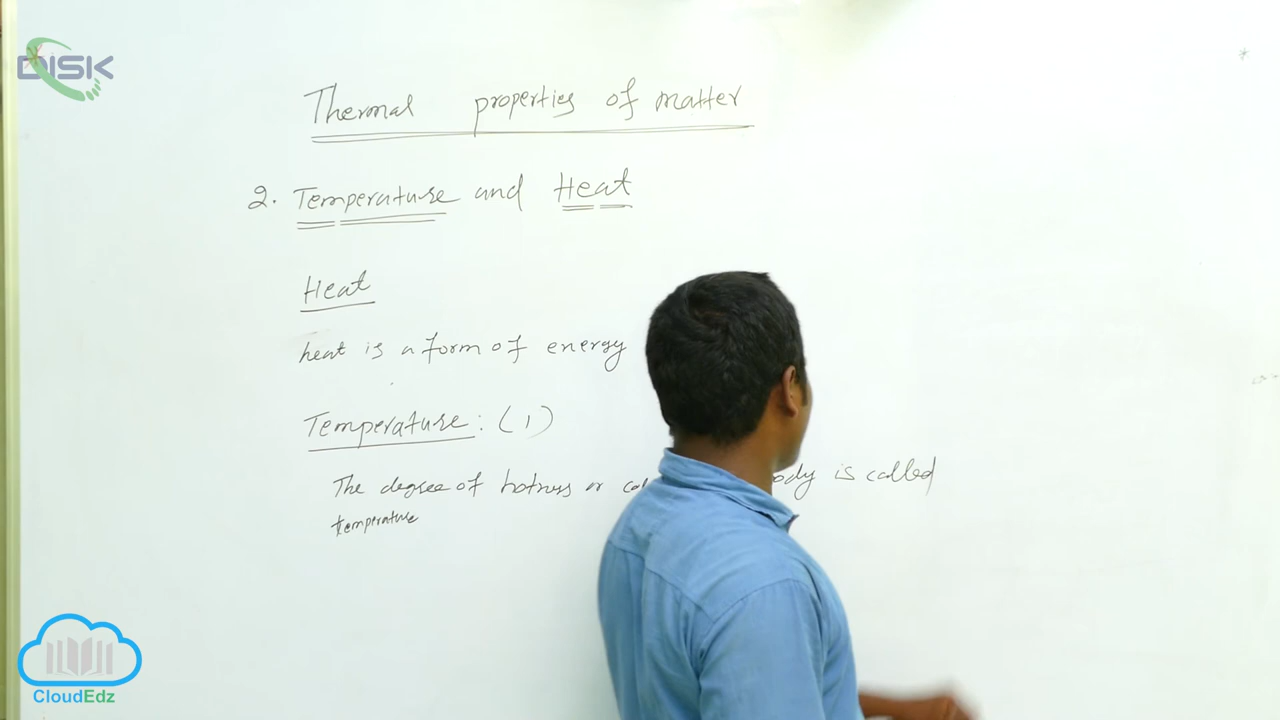 DISK
Thermal properties of matter
2. Temperature and Heat
Heat
heat is a form of energy
Temperature : (1)
The degree of hotness or is called
temperature
CloudEdz